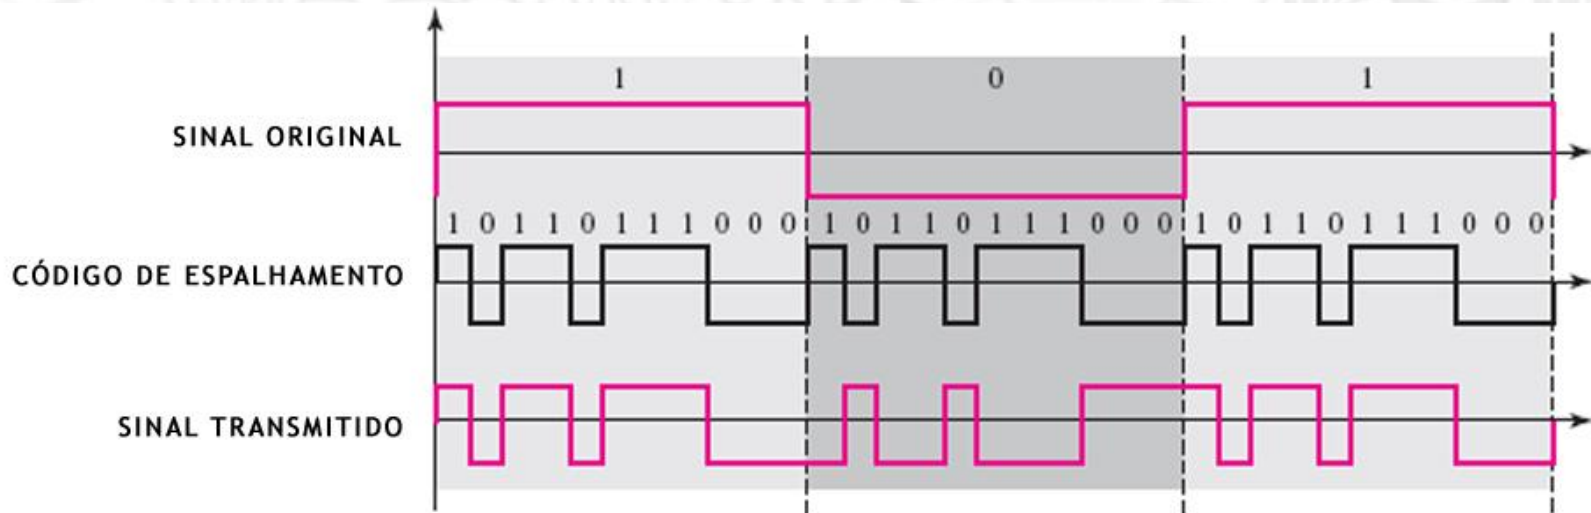 1 0 1
SINAL ORIGINAL
1 0 1 1 0 1 1 1 0 0 0 1 0 1 1 0 1 1 1 0 0 0 1 0 1 1 0 1 1 1 0 0 0
CÓDIGO DE ESPALHAMENTO
SINAL TRANSMITIDO